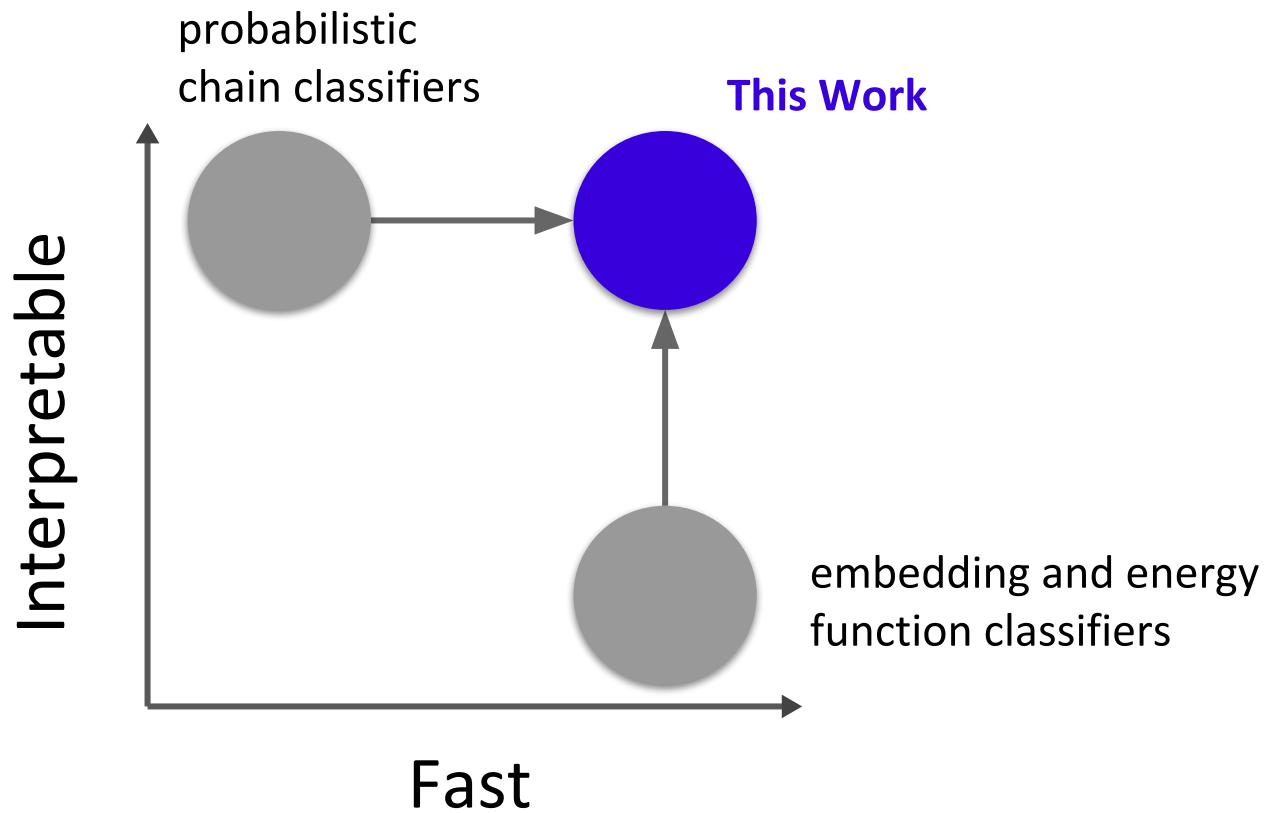 probabilistic
chain classifiers
This Work
Interpretable
embedding and energy
function classifiers
Fast